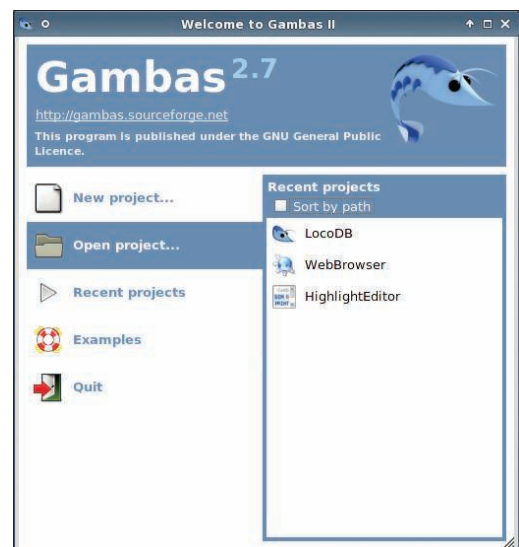 Welcome to Gambas II
Gambas 2.7
http://gambas.sourceforge.net
This program is published under the GNU General Public
Licence.
New project...
Open project...
Recent projects
Examples
Quit
Recent projects
Sort by path
LocoDB
WebBrowser
HighlightEditor